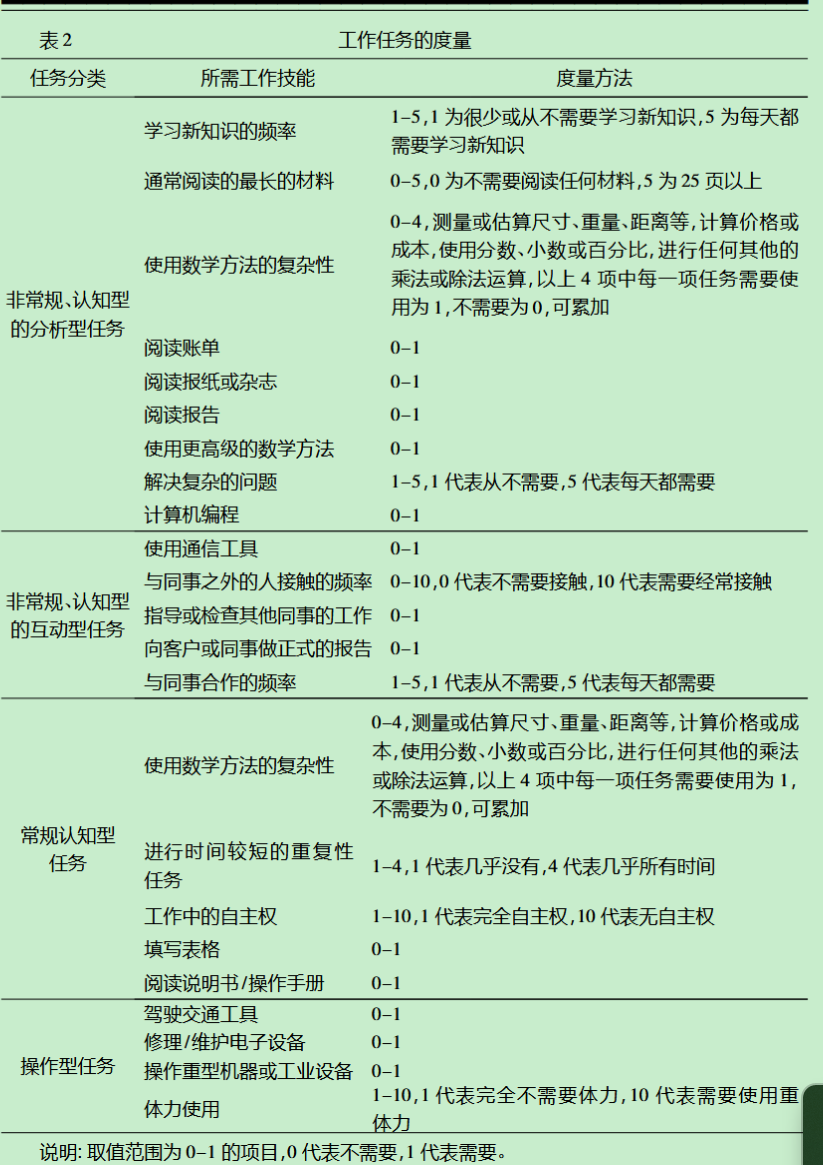 表 2 工作任务的度量
任务分类 所需工作技能 度量方法
非常规、认知型
的分析型任务
学习新知识的频率 1–5,1 为很少或从不需要学习新知识,5 为每天都
需要学习新知识
通常阅读的最长的材料 0–5,0 为不需要阅读任何材料,5 为 25 页以上
使用数学方法的复杂性 0–4,测量或估算尺寸、重量、距离等,计算价格或
成本,使用分数、小数或百分比,进行任何其他的
乘法或除法运算,以上 4 项中每一项任务需要使
用为 1,不需要为 0,可累加
阅读账单 0–1
阅读报纸或杂志 0–1
阅读报告 0–1
使用更高级的数学方法 0–1
解决复杂的问题 1–5,1 代表从不需要,5 代表每天都需要
计算机编程 0–1
非常规、认知型
的互动型任务
使用通信工具 0–1
与同事之外的人接触的频率 0–10,0 代表不需要接触,10 代表需要经常接触
指导或检查其他同事的工作 0–1
向客户或同事做正式的报告 0–1
与同事合作的频率 1–5,1 代表从不需要,5 代表每天都需要
常规认知型
任务
使用数学方法的复杂性 0–4,测量或估算尺寸、重量、距离等,计算价格或成
本,使用分数、小数或百分比,进行任何其他的乘法
或除法运算,以上 4 项中每一项任务需要使用为 1,
不需要为 0,可累加
进行时间较短的重复性
任务 1–4,1 代表几乎没有,4 代表几乎所有时间
工作中的自主权 1–10,1 代表完全自主权,10 代表无自主权
填写表格 0–1
阅读说明书/操作手册 0–1
操作型任务
驾驶交通工具 0–1
修理/维护电子设备 0–1
操作重型机器或工业设备 0–1
体力使用 1–10,1 代表完全不需要体力,10 代表需要使用重
体力
说明: 取值范围为 0–1 的项目,0 代表不需要,1 代表需要。